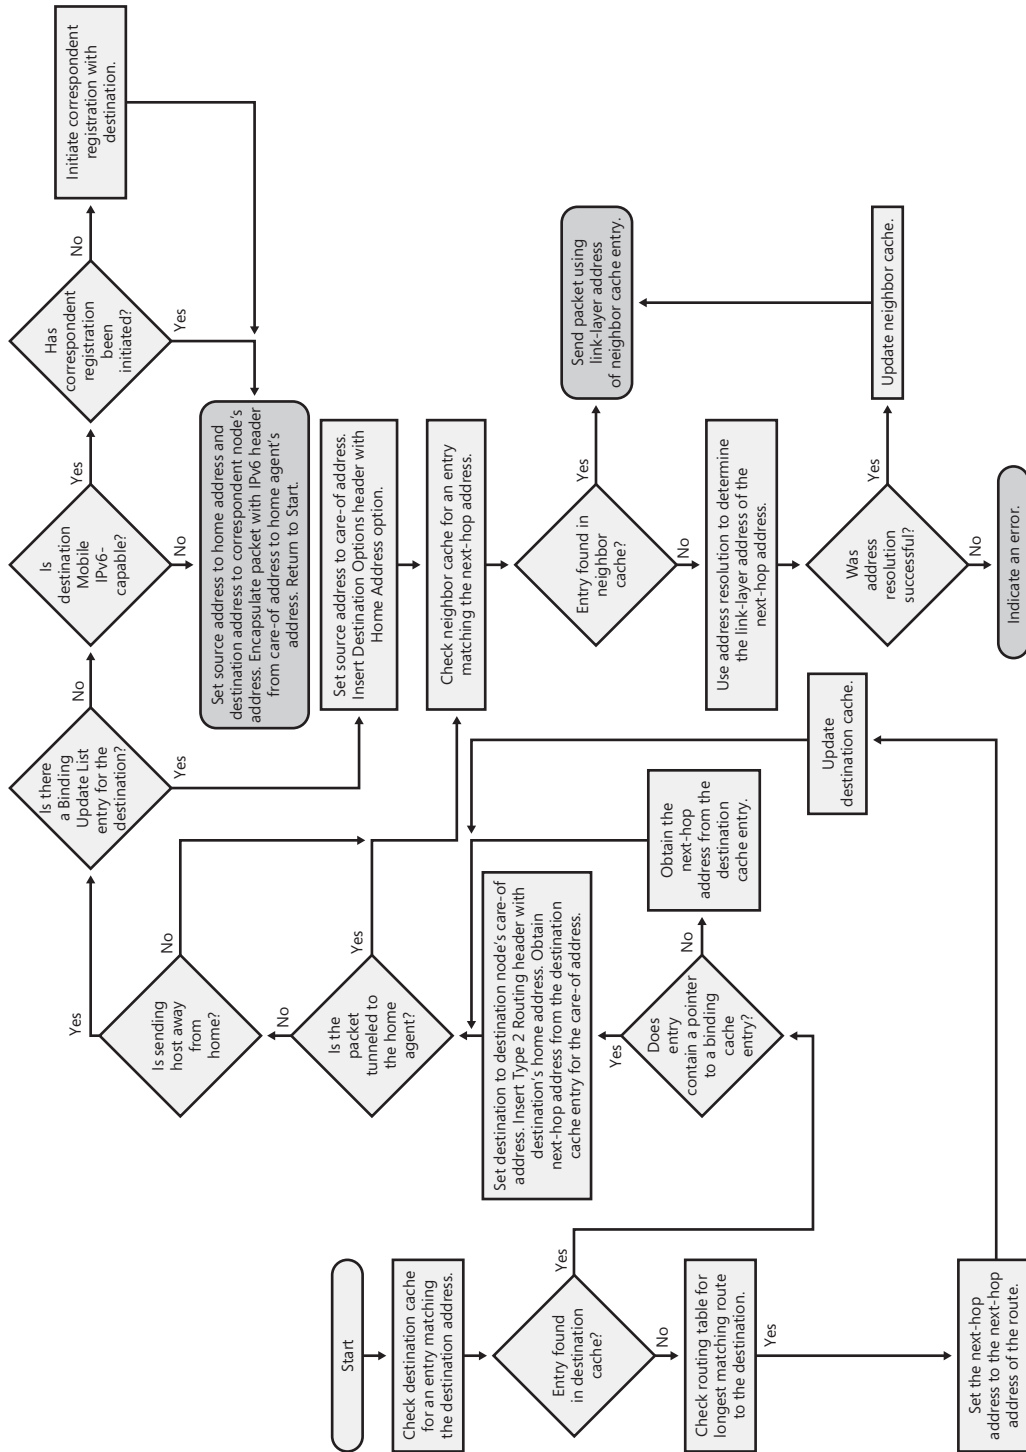 Start
Check destination cache
for an entry matching
the destination address.
Entry found
in destination
cache?
Yes
No
Check routing table for
longest matching route
to the destination.
Yes
Set the next-hop
address to the next-hop
address of the route.
Update
destination cache.
Does
entry
contain a pointer
to a binding
cache
entry?
Yes
No
Obtain the
next-hop
address from the
destination
cache entry.
Set destination to destination node's care-of
address. Insert Type 2 Routing header with
destination's home address. Obtain
next-hop address from the destination
cache entry for the care-of address.
Is the
packet
tunneled to
the home
agent?
Yes
No
Is sending
host away
from
home?
Yes
No
Is there
a Binding
Update List
entry for the
destination?
Yes
No
Is
destination
Mobile
IPv6-
capable?
Yes
No
Has
correspondent
registration
been
initiated?
No
Yes
Initiate correspondent
registration with
destination.
Set source address to home address and
destination address to correspondent node's
address. Encapsulate packet with IPv6 header
from care-of address to home agent's
address. Return to Start.
Set source address to care-of address.
Insert Destination Options header with
Home Address option.
Check neighbor cache for an entry
matching the next-hop address.
Entry found in
neighbor
cache?
Yes
No
Send packet using
link-layer address
of neighbor cache entry.
Use address resolution to determine
the link-layer address of the
next-hop address.
Was
address
resolution
successful?
Yes
No
Update neighbor cache.
Indicate an error.